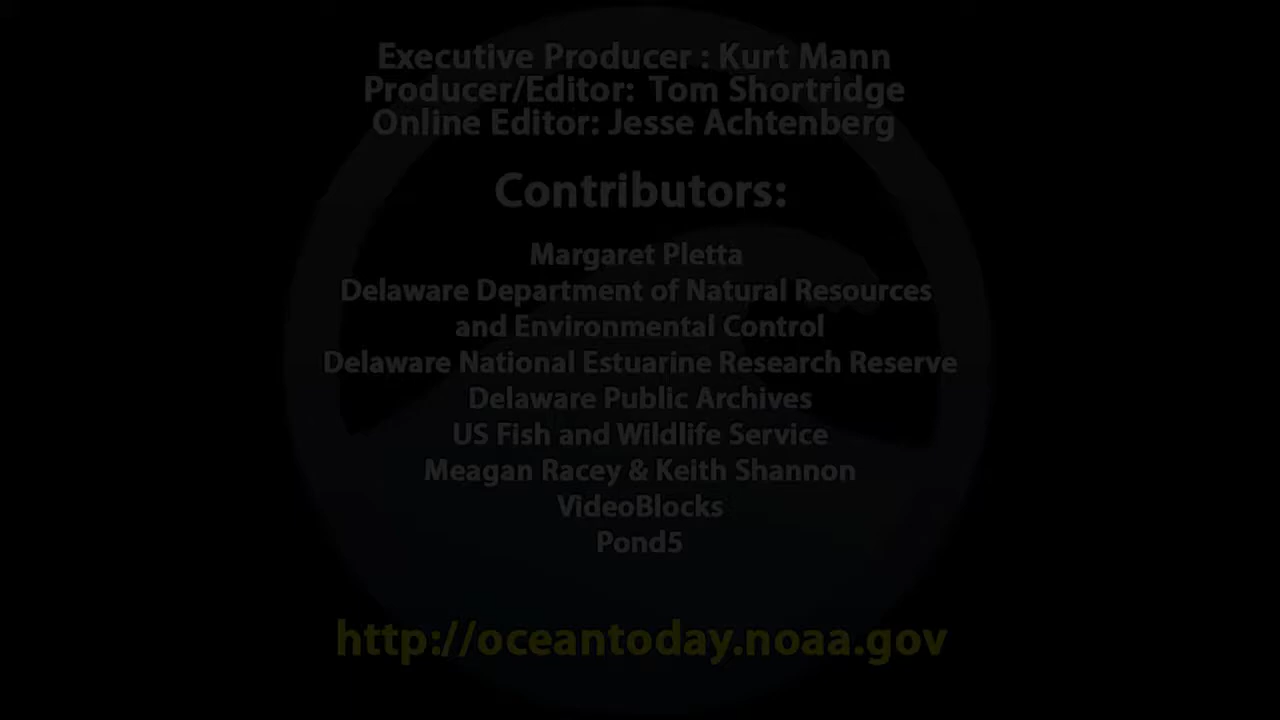 Executive Producer : Kurt Mann
Producer/Editor: Tom Shortridge
Online Editor: Jesse Achtenberg
Contributors:
Margaret Pletta
Delaware Department of Natural Resources
and Environmental Control
Delaware National Estuarine Research Reserve
Delaware Public Archives
US Fish and Wildlife Service
Meagan Racey & Keith Shannon
VideoBlocks
Pond5
http://oceantoday.noaa.gov